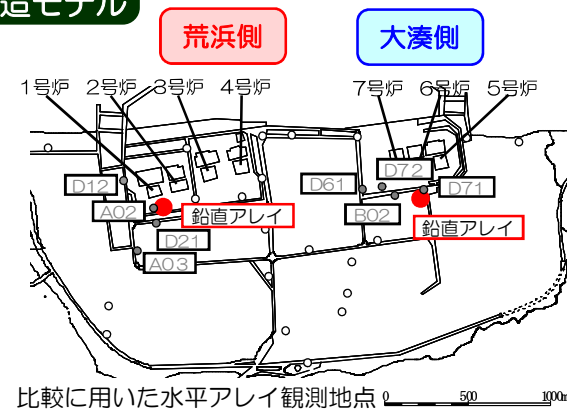 造モデル
荒浜側
大湊側
1号炉 2号炉 3号炉 4号炉
7号炉 6号炉 5号炉
D12
A02
鉛直アレイ
D21
A03
D61
D72
D71
B02
鉛直アレイ
比較に用いた水平アレイ観測地点 0 500 1000m